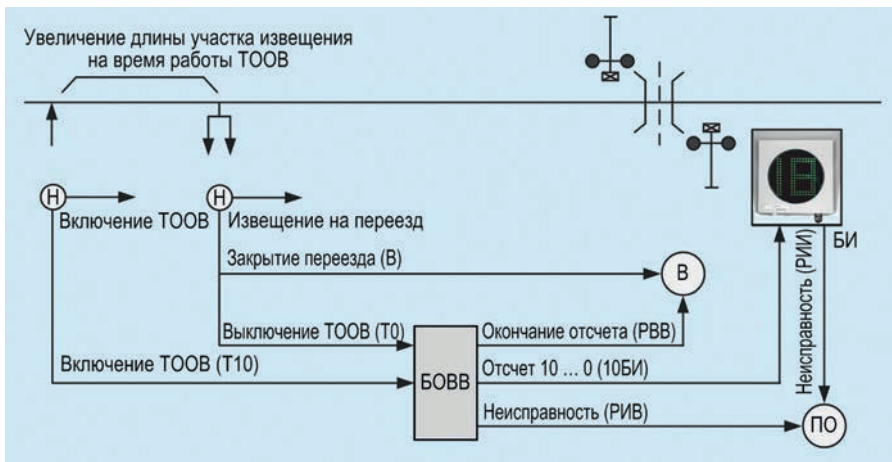 Увеличение длины участка извещения
на время работы ТООВ
18
Н
Включение ТООВ
Н
Извещение на переезд
БИ
Закрытие переезда (В)
В
Неисправность (РИИ)
Выключение ТООВ (Т0)
Окончание отсчета (РВВ)
Включение ТООВ (Т10)
БОВВ
Отсчет 10 ... 0 (10БИ)
Неисправность (РИВ)
ПО